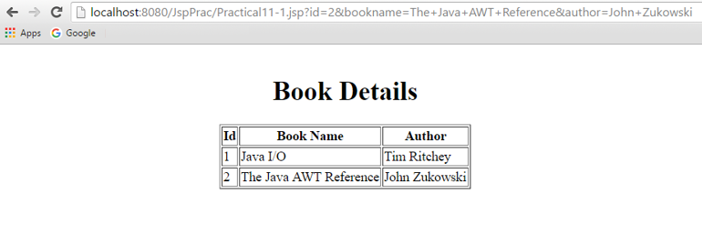 localhost:8080/JspPrac/Practical11-1.jsp?id=2&bookname=The+Java+AWT+Reference&author=John+Zukowski
Apps Google
Book Details
Id Book Name Author
1 Java I/O Tim Ritchey
2 The Java AWT Reference John Zukowski